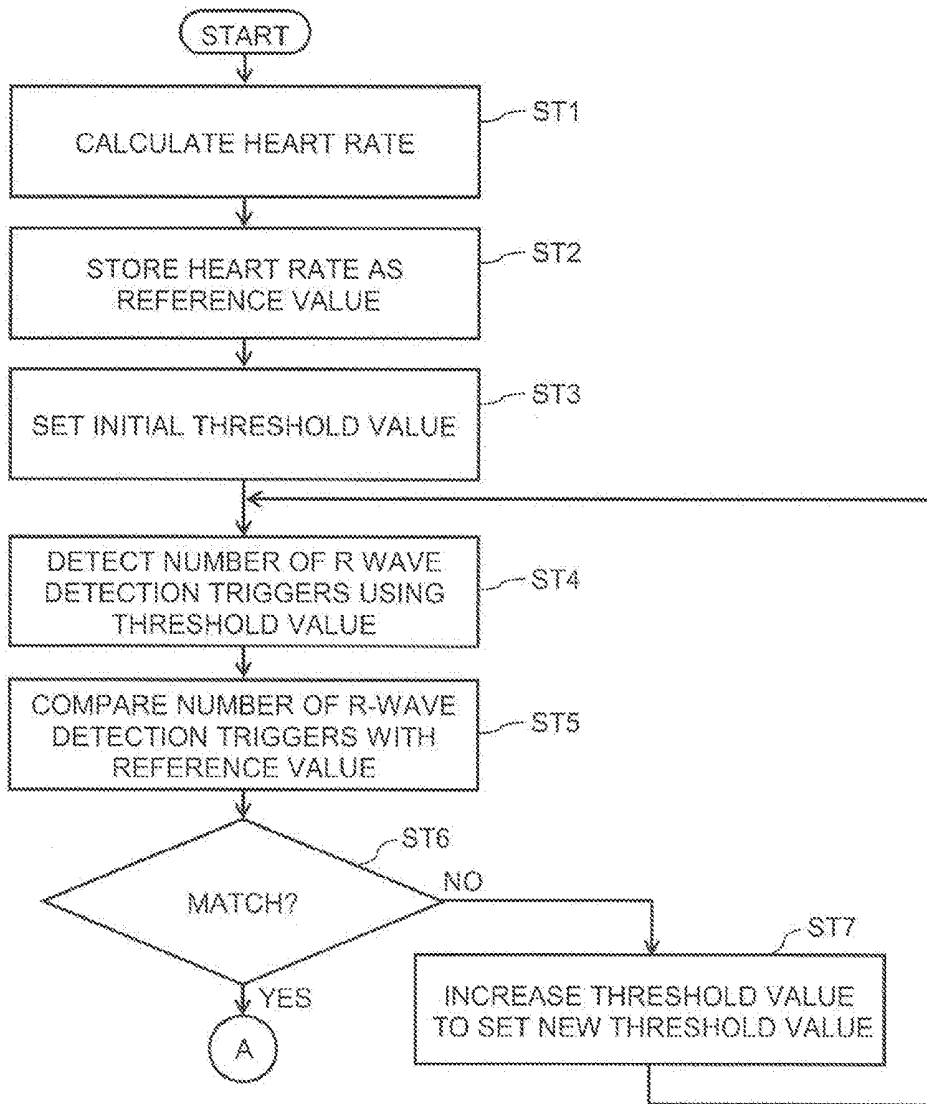 START
CALCULATE HEART RATE
ST1
STORE HEART RATE AS
REFERENCE VALUE
ST2
SET INITIAL THRESHOLD VALUE
ST3
DETECT NUMBER OF R WAVE
DETECTION TRIGGERS USING
THRESHOLD VALUE
ST4
COMPARE NUMBER OF R-WAVE
DETECTION TRIGGERS WITH
REFERENCE VALUE
ST5
MATCH?
ST6
NO
YES
A
ST7
INCREASE THRESHOLD VALUE
TO SET NEW THRESHOLD VALUE